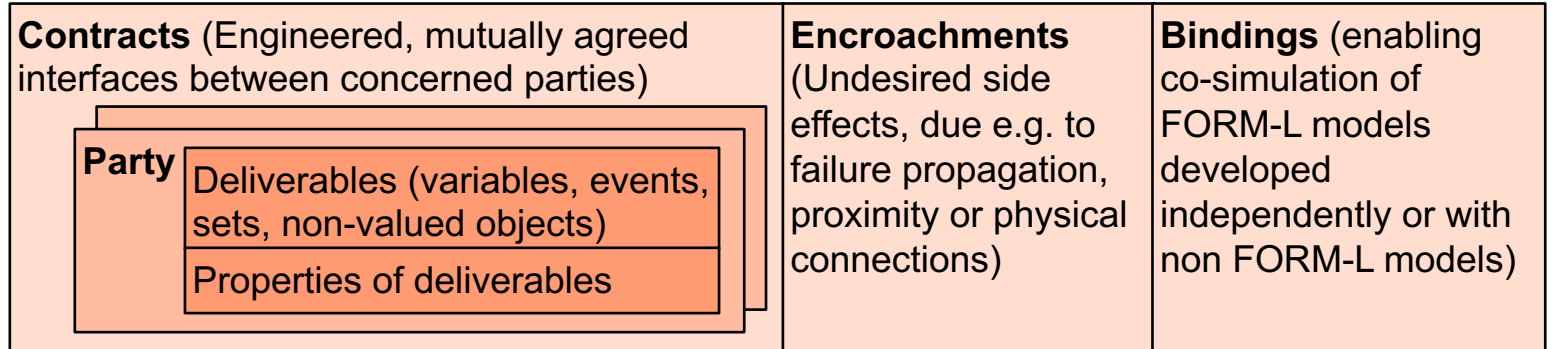 Contracts (Engineered, mutually agreed
interfaces between concerned parties)
Party
Deliverables (variables, events,
sets, non-valued objects)
Properties of deliverables
Encroachments
(Undesired side
effects, due e.g. to
failure propagation,
proximity or physical
connections)
Bindings (enabling
co-simulation of
FORM-L models
developed
independently or with
non FORM-L models)